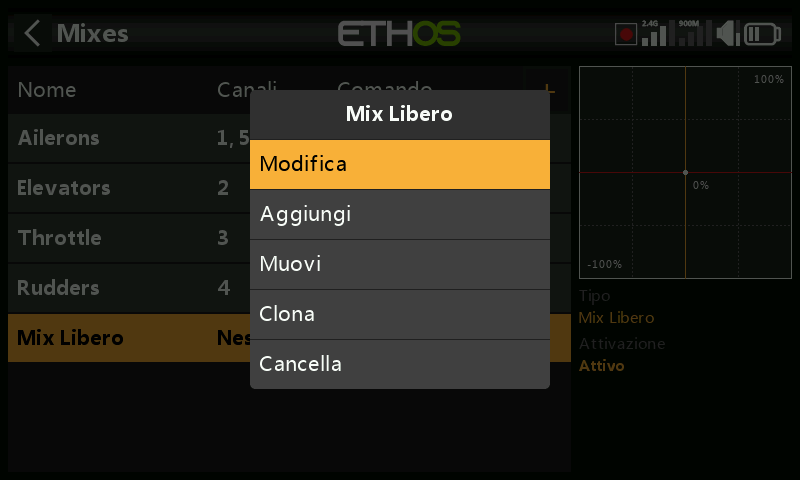 Mixes
ETHOS
2.4G
900M
Nome
Canali
Comando
+
100%
Mix Libero
Ailerons
1, 5
Modifica
Elevators
2
0%
Aggiungi
Throttle
3
Muovi
-100%
Rudders
4
Clona
Tipo
Mix Libero
Mix Libero
Nes
Attivazione
Cancella
Attivo